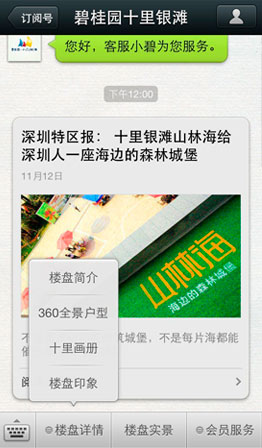 订阅号
碧桂园十里银滩
您好，客服小碧为您服务。
下午12:00
深圳特区报： 十里银滩山林海给
深圳人一座海边的森林城堡
11月12日
山林海
海边的森林城堡
筑城堡，不是每片海都能
楼盘简介
360全景户型
十里画册
楼盘印象
楼盘详情
楼盘实景
会员服务